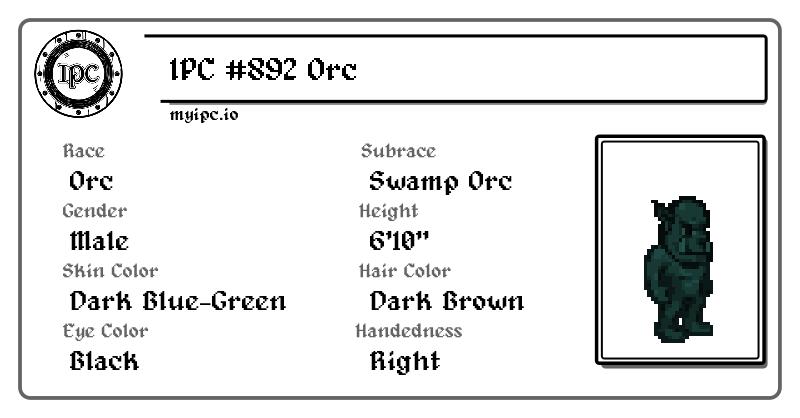 IPC
IPC #892 Orc
myipc.io
Race
Orc
Subrace
Swamp Orc
Gender
Male
Height
6'10"
Skin Color
Dark Blue-Green
Hair Color
Dark Brown
Eye Color
Black
Handedness
Right